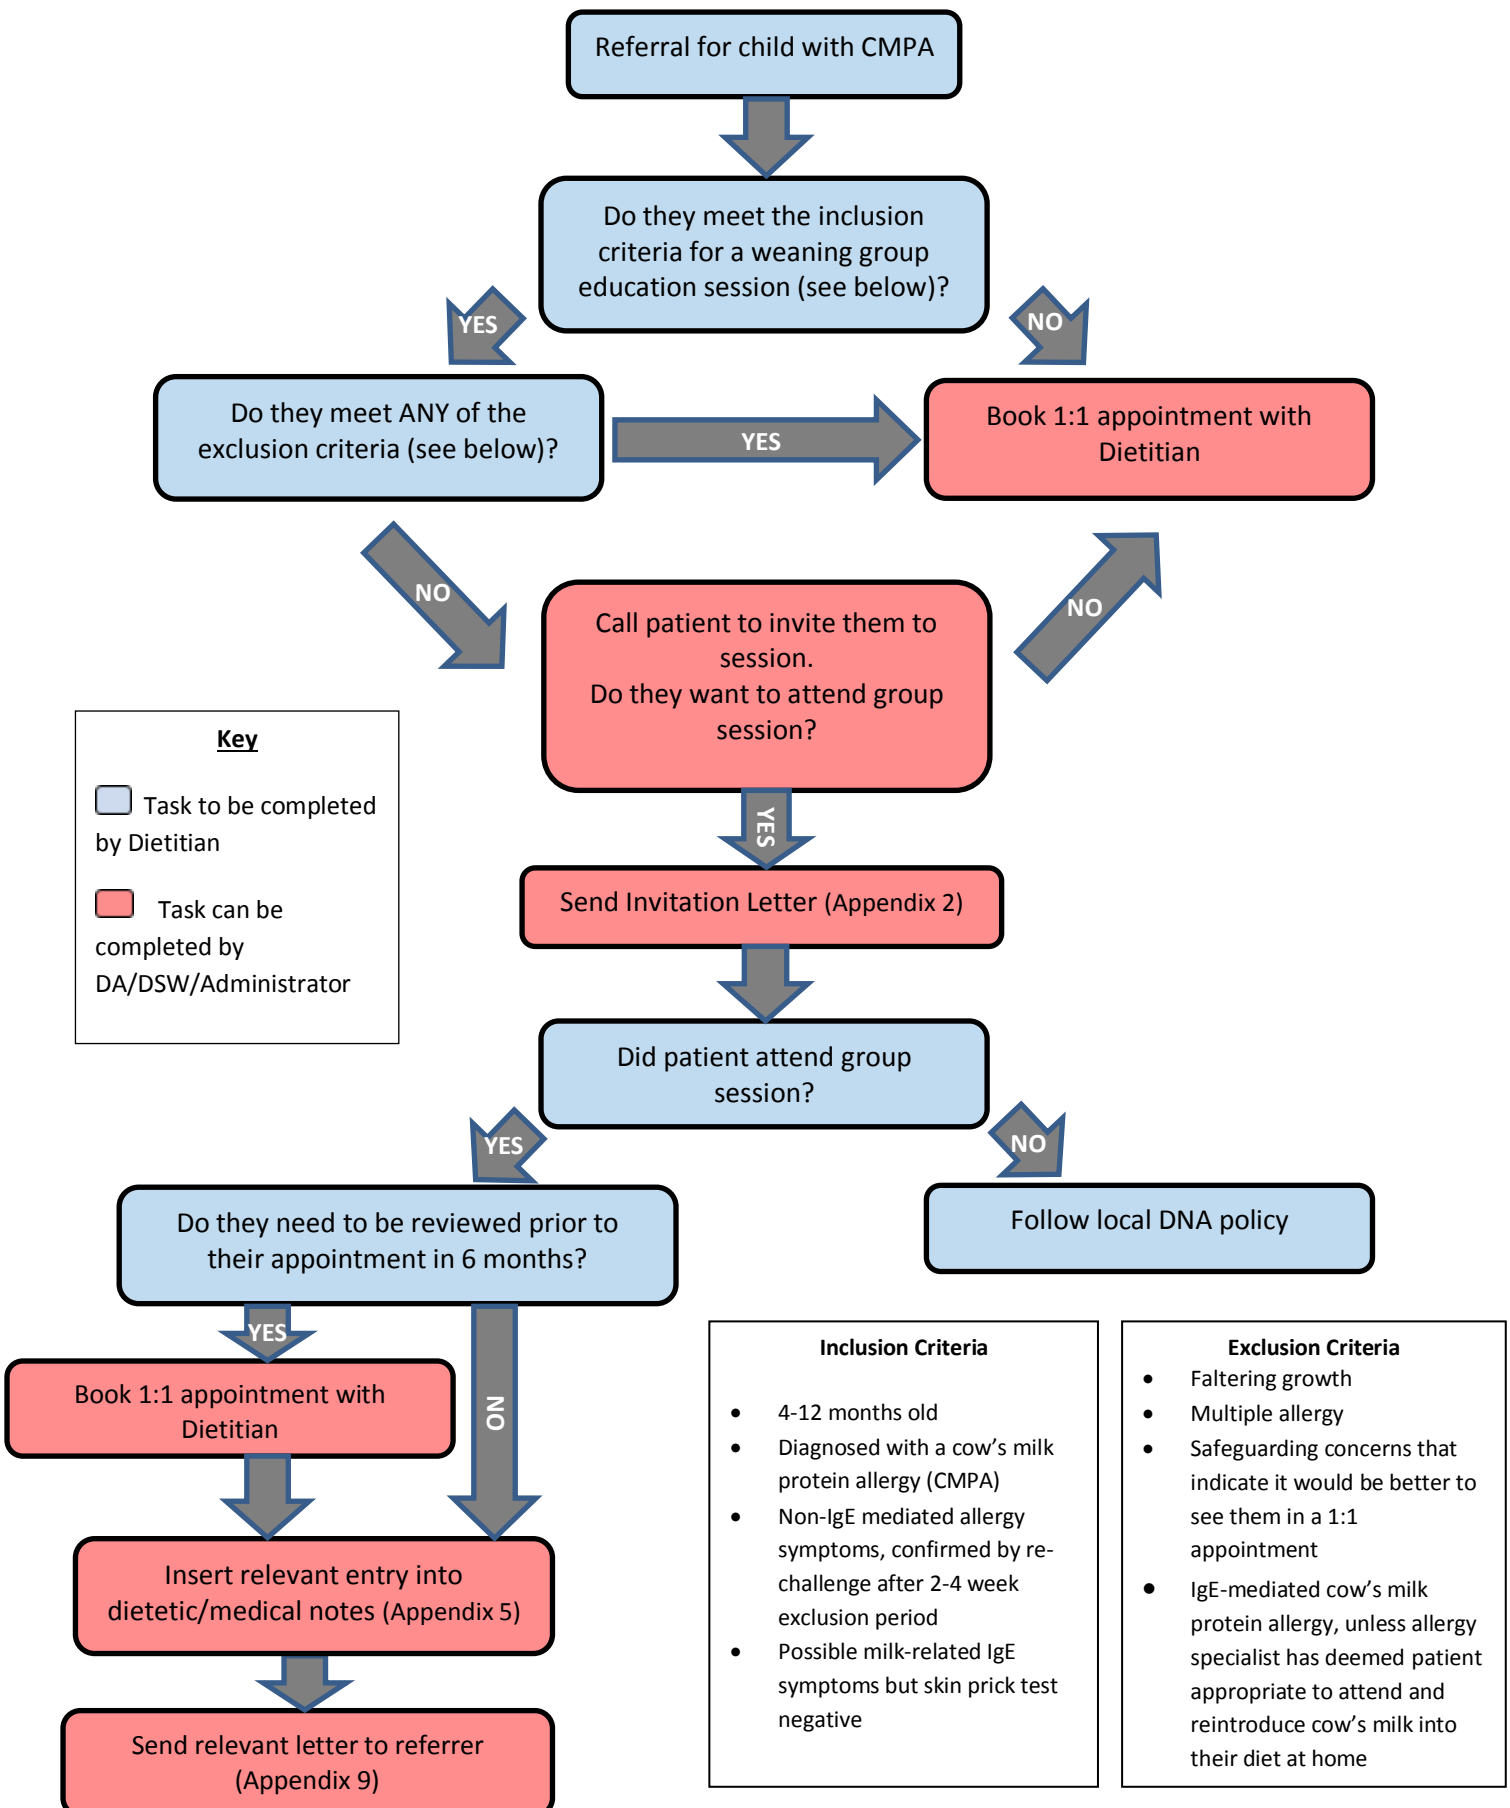 Referral for child with CMPA
Do they meet the inclusion
criteria for a weaning group
education session (see below)?
YES
NO
Do they meet ANY of the
exclusion criteria (see below)?
YES
Book 1:1 appointment with
Dietitian
NO
Call patient to invite them to
session.
Do they want to attend group
session?
NO
Key
Task to be completed
by Dietitian
Task can be
completed by
DA/DSW/Administrator
YES
Send Invitation Letter (Appendix 2)
Did patient attend group
session?
YES
NO
Do they need to be reviewed prior to
their appointment in 6 months?
Follow local DNA policy
YES
NO
Book 1:1 appointment with
Dietitian
Insert relevant entry into
dietetic/medical notes (Appendix 5)
Send relevant letter to referrer
(Appendix 9)
Inclusion Criteria
• 4-12 months old
• Diagnosed with a cow’s milk
protein allergy (CMPA)
• Non-IgE mediated allergy
symptoms, confirmed by re-
challenge after 2-4 week
exclusion period
• Possible milk-related IgE
symptoms but skin prick test
negative
Exclusion Criteria
• Faltering growth
• Multiple allergy
• Safeguarding concerns that
indicate it would be better to
see them in a 1:1
appointment
• IgE-mediated cow’s milk
protein allergy, unless allergy
specialist has deemed patient
appropriate to attend and
reintroduce cow’s milk into
their diet at home